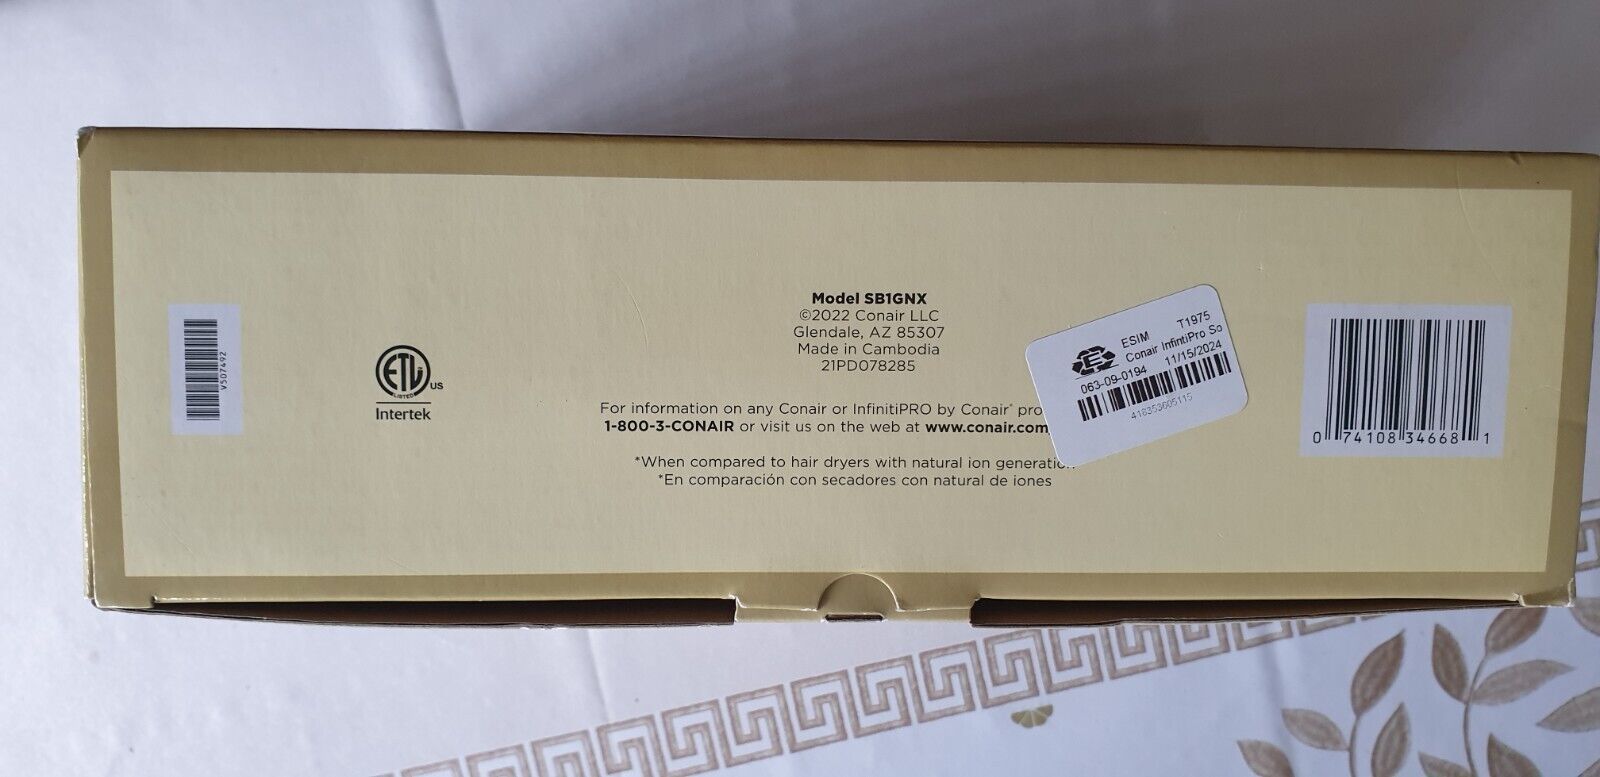 Model SB1GNX
©2022 Conair LLC
Glendale, AZ 85307
Made in Cambodia
21PD078285
For information on any Conair or InfinitiPRO by Conair® pro
1-800-3-CONAIR or visit us on the web at www.conair.com
*When compared to hair dryers with natural ion generation
*En comparación con secadores con natural de iones
V507492
ETL
LISTED
US
Intertek
E
ESIM T1975
Conair InfintiPro So
063-09-0194 11/15/2024
418353605115
0 74108 34668 1